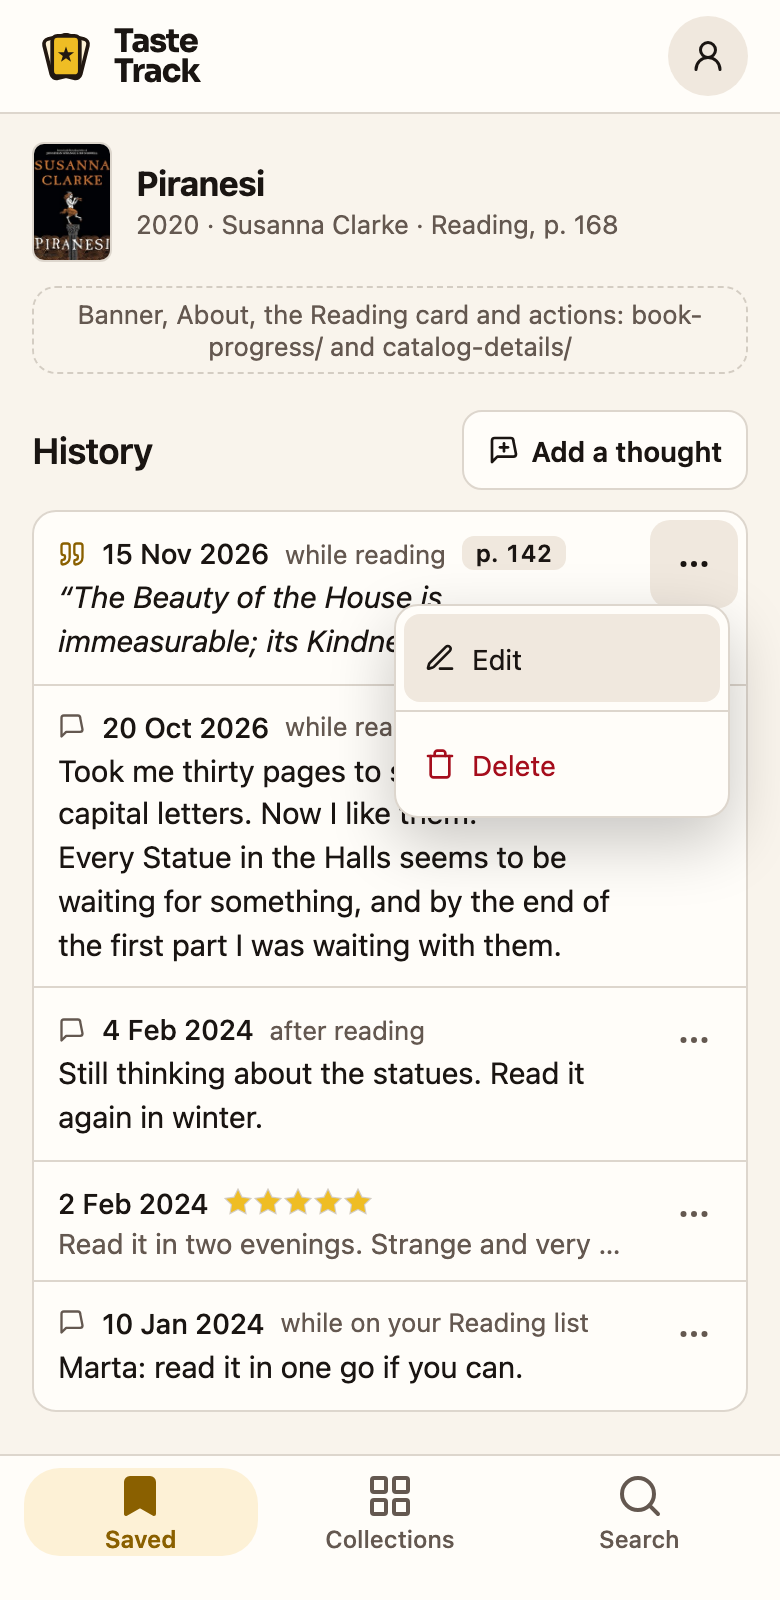 Taste
Track
SUSANNA
CLARKE
PIRANESI
Piranesi
2020 · Susanna Clarke · Reading, p. 168
Banner, About, the Reading card and actions: book-
progress/ and catalog-details/
History
Add a thought
15 Nov 2026 while reading p. 142
“The Beauty of the House is
immeasurable; its
Edit
20 Oct 2026 while
Delete
Took me thirty pages to
capital letters. Now I like them.
Every Statue in the Halls seems to be
waiting for something, and by the end of
the first part I was waiting with them.
4 Feb 2024 after reading
Still thinking about the statues. Read it
again in winter.
2 Feb 2024
Read it in two evenings. Strange and very ...
10 Jan 2024 while on your Reading list
Marta: read it in one go if you can.
Saved
Collections
Search